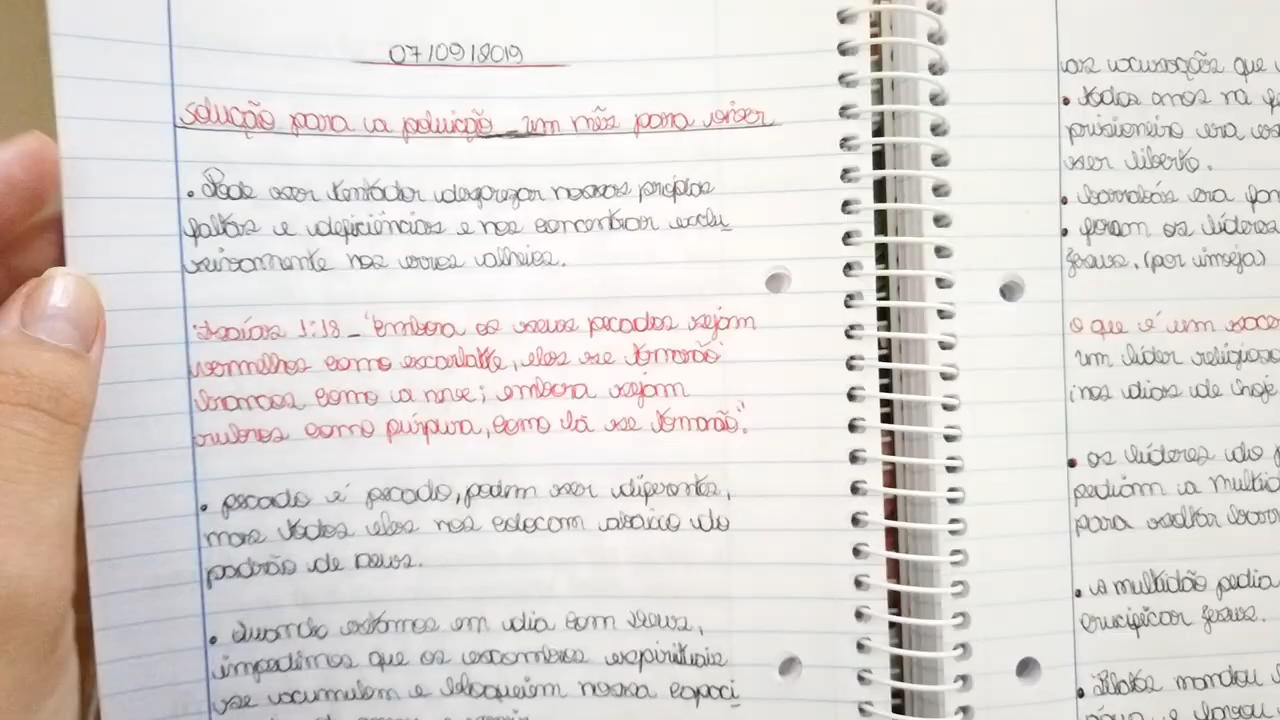 07/09/2019
Solução para a poluição - um mês para viver
• Pode ser tentador desprezar nossas próprias
faltas e deficiências e nos concentrar exclu
sivamente nos erros alheios.
Isaías 1:18 - "Embora os seus pecados sejam
vermelhos como escarlate, eles se tornarão
brancos como a neve; embora sejam
rubros como púrpura, como lã se tornarão."
• pecado é pecado, podem ser diferentes,
mas todos eles nos colocam abaixo do
padrão de Deus.
• Quando estamos em dia com Deus,
impedimos que os escombros espirituais
se acumulem e bloqueiem nossa capaci
as acusações que
• todos anos na
prisioneiro era
ser liberto.
• barrabás era
• foram os líderes
Jesus. (por inveja)
O que é um
um líder religioso
nos dias de hoje
• os líderes do
pediam a multid
para soltar
• a multidão pedia
crucificar Jesus.
• Pilatos mandou